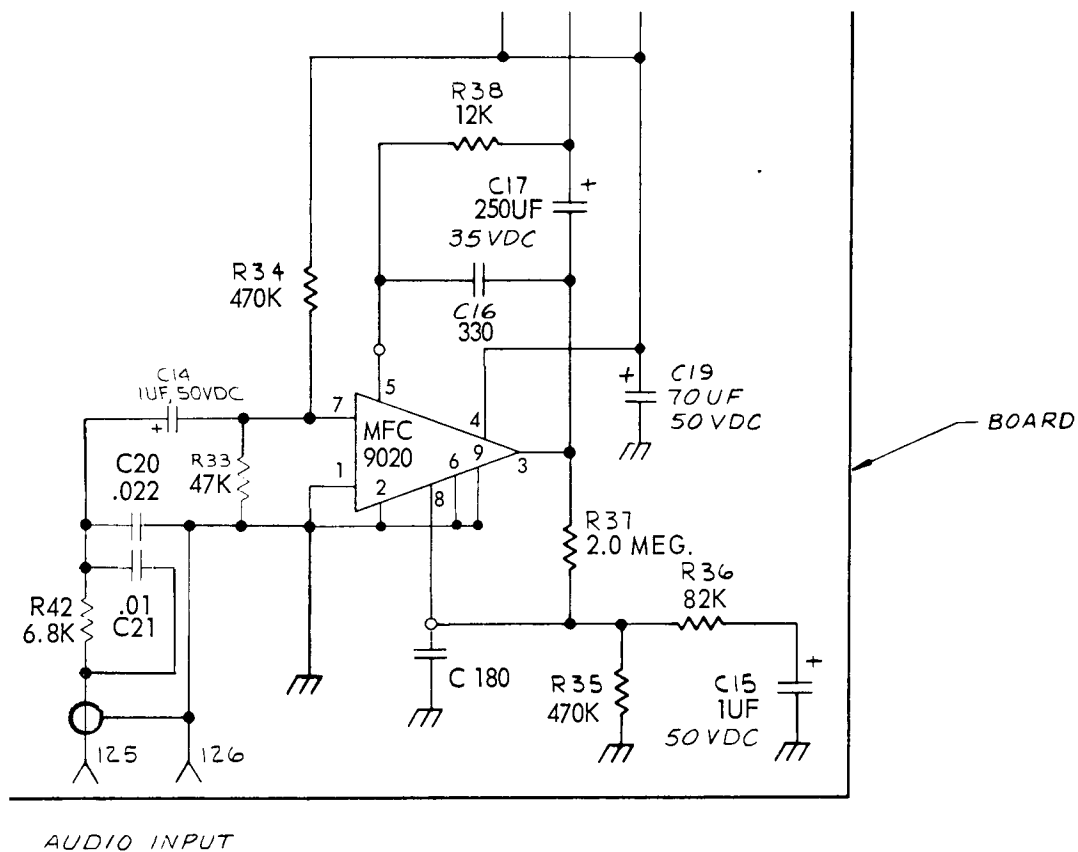 R38
12K
C17
+
250UF
35VDC
R34
470K
C16
330
C14
1UF, 50VDC
+
5
7
4
MFC
9020
+
C19
70UF
50VDC
BOARD
C20
.022
R33
47K
1
2
6
9
3
8
R37
2.0 MEG.
R36
82K
R42
6.8K
.01
C21
C 180
R35
470K
C15
+
1UF
50VDC
125
126
AUDIO INPUT